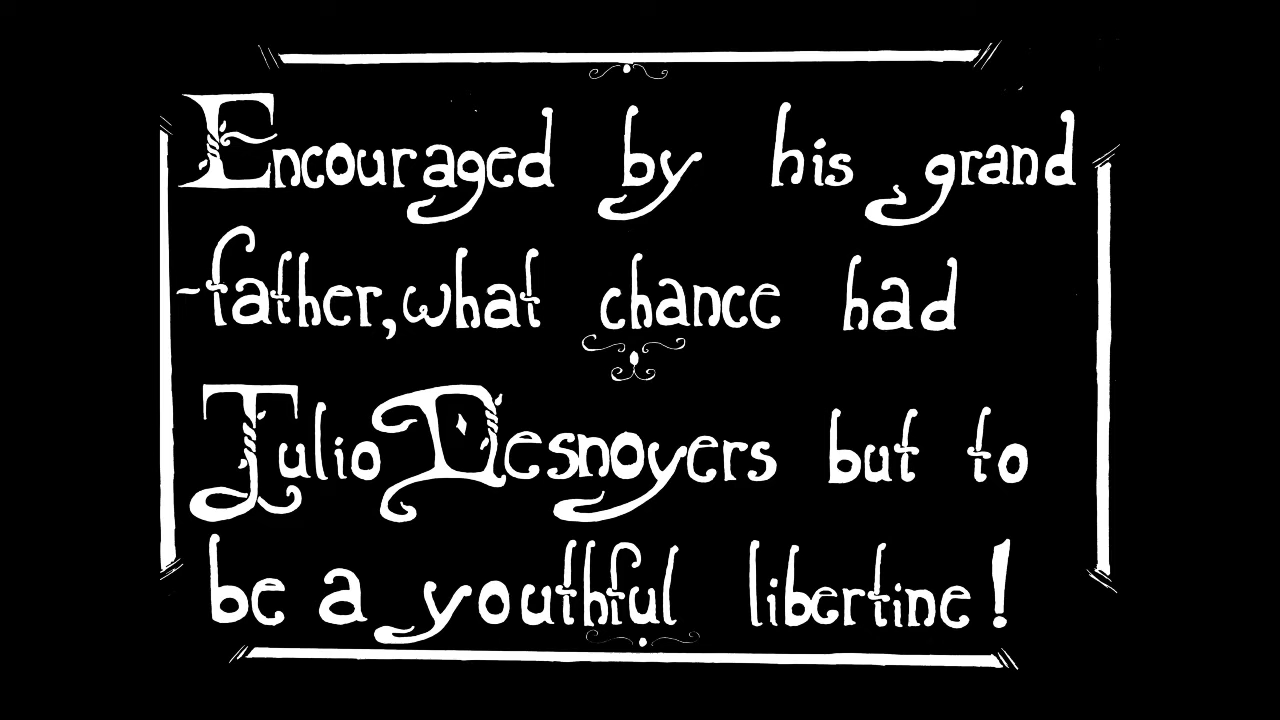 Encouraged by his grand
-father, what chance had
Julio Desnoyers but to
be a youthful libertine!